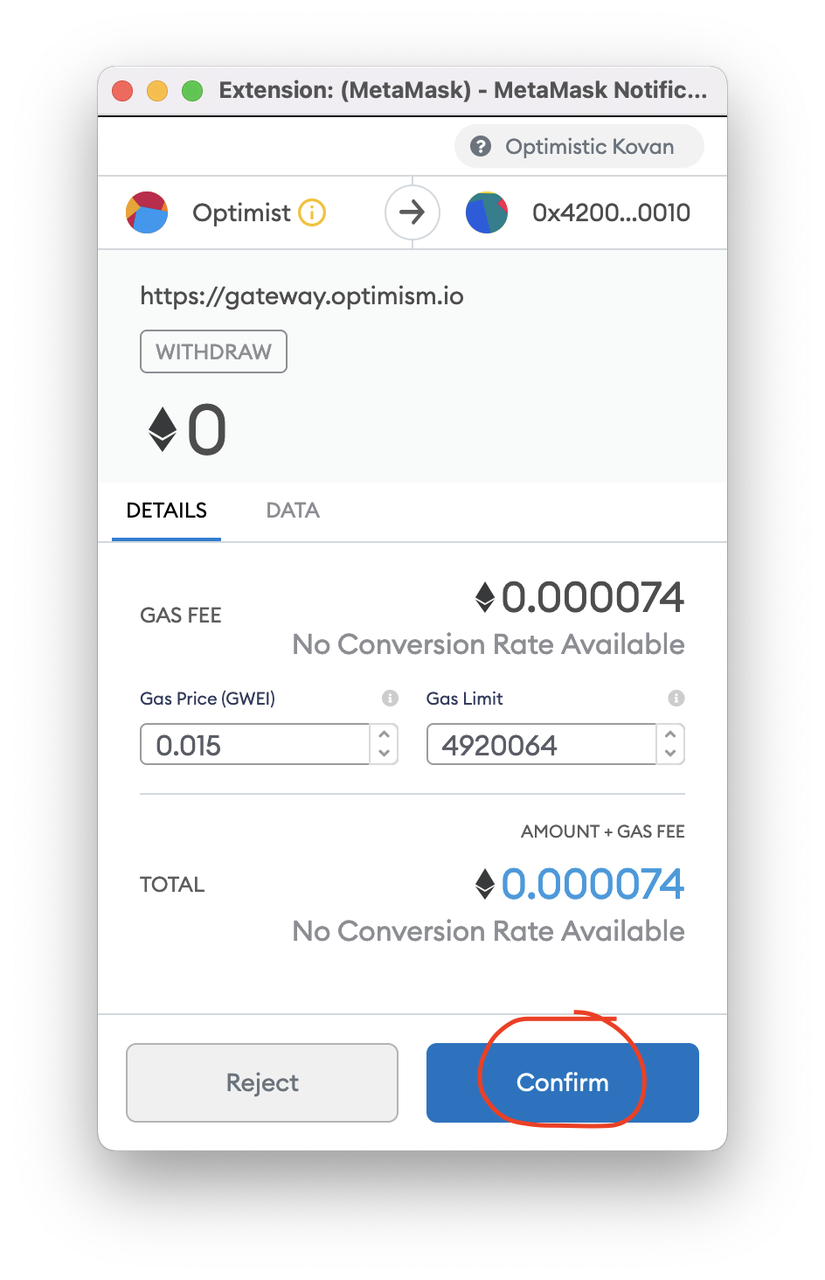 Extension: (MetaMask) - MetaMask Notific...
? Optimistic Kovan
Optimist
0x4200...0010
https://gateway.optimism.io
WITHDRAW
0
DETAILS DATA
GAS FEE
0.000074
No Conversion Rate Available
Gas Price (GWEI) Gas Limit
0.015 4920064
AMOUNT + GAS FEE
TOTAL
0.000074
No Conversion Rate Available
Reject Confirm